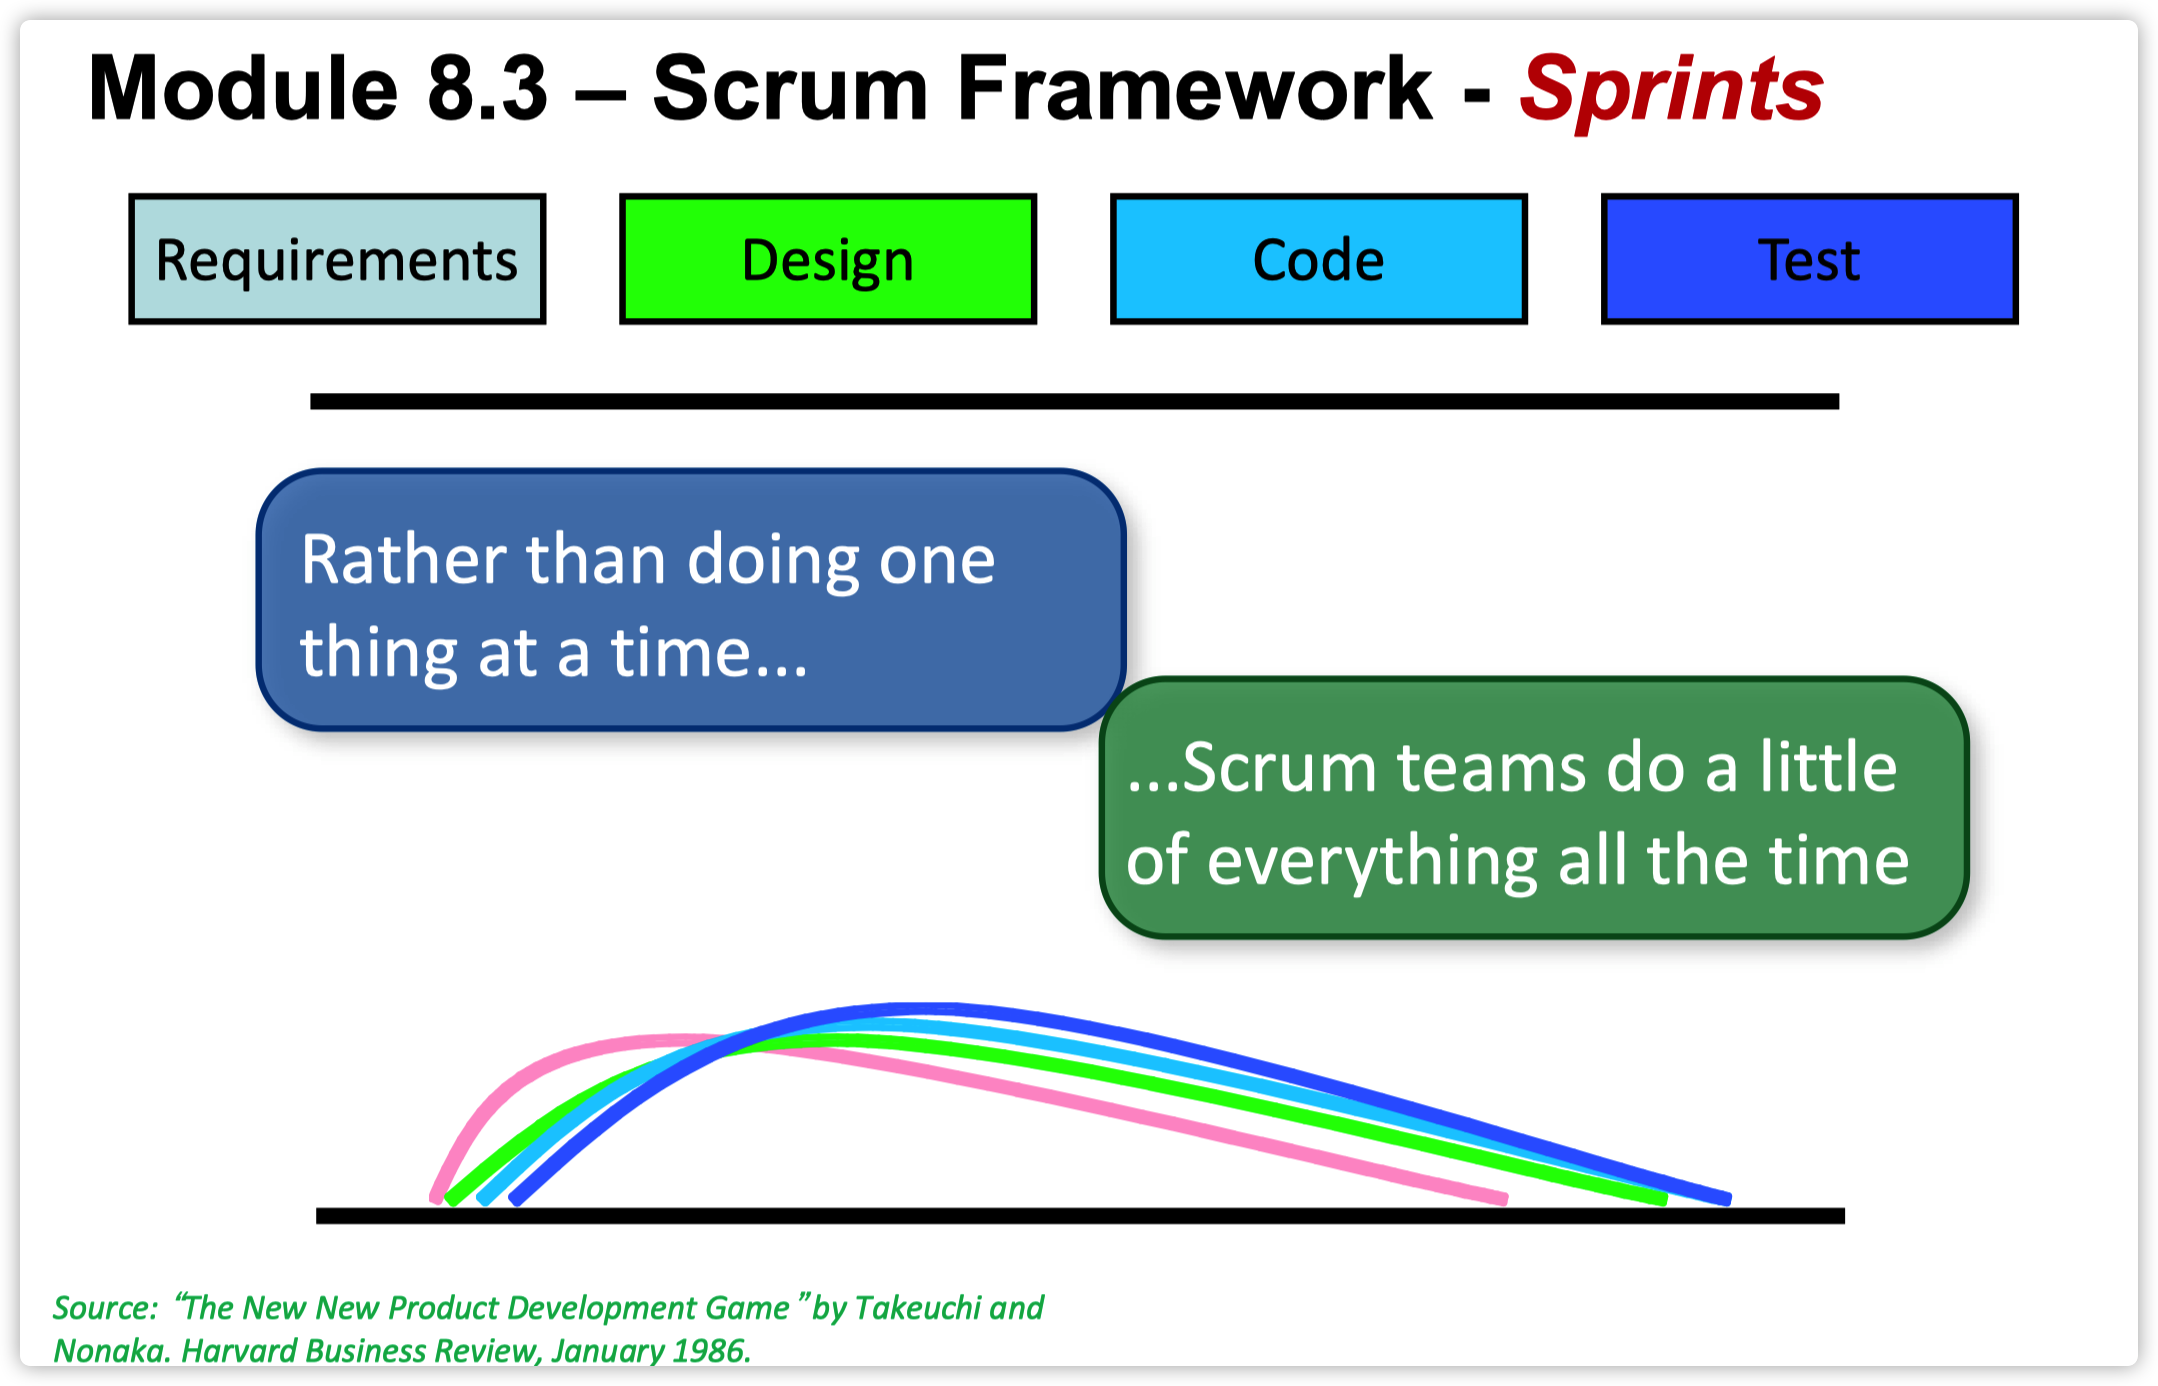 Module 8.3 – Scrum Framework - Sprints
Requirements
Design
Code
Test
Rather than doing one
thing at a time...
...Scrum teams do a little
of everything all the time
Source: “The New New Product Development Game” by Takeuchi and
Nonaka. Harvard Business Review, January 1986.